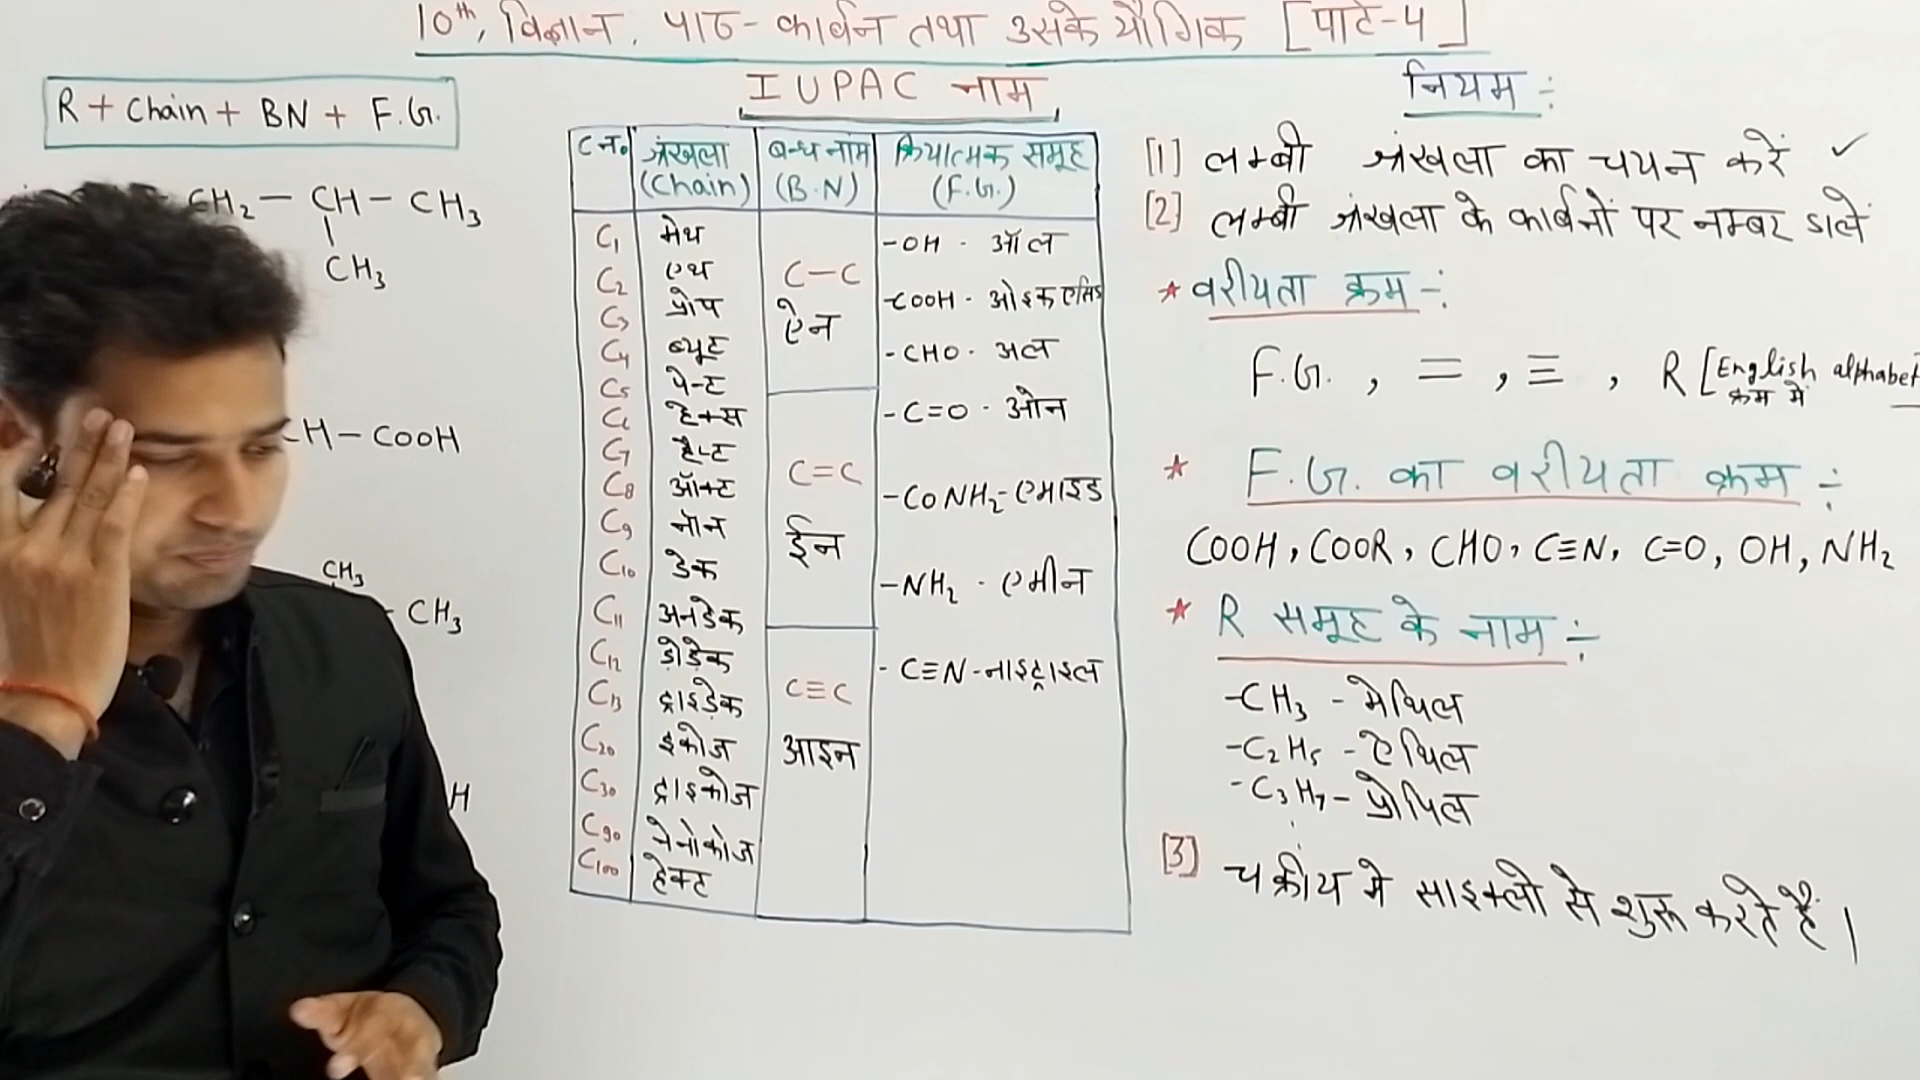 10th, विज्ञान, पाठ- कार्बन तथा उसके यौगिक [पार्ट-4]
IUPAC नाम
R + Chain + BN + F.G.
CH2 — CH — CH3
|
CH3
H — COOH
CH3
— CH3
H
C न० श्रंखला (Chain) बन्ध नाम (B.N) क्रियात्मक समूह (F.G.)
C1 मेथ
C2 एथ
C3 प्रोप
C4 ब्यूट
C5 पेन्ट
C6 हेक्स
C7 हेप्ट
C8 ऑक्ट
C9 नॉन
C10 डेक
C11 अनडेक
C12 डोडेक
C13 ट्राइडेक
C20 इकोज
C30 ट्राइकोज
C90 नेनोकोज
C100 हेक्ट
C—C
ऐन
C=C
ईन
C≡C
आइन
-OH - ऑल
-COOH - ओइक एसिड
-CHO - अल
-C=O - ओन
-CONH2-एमाइड
-NH2 - एमीन
- C≡N-नाइट्राइल
नियम :-
[1] लम्बी श्रंखला का चयन करें ✓
[2] लम्बी श्रंखला के कार्बनों पर नम्बर डालें
* वरीयता क्रम -:
F.G. , = , ≡ , R [English alphabet
क्रम में
* F.G. का वरीयता क्रम ÷
COOH, COOR, CHO, C≡N, C=O, OH, NH2
* R समूह के नाम ÷
-CH3 - मेथिल
-C2H5 - ऐथिल
-C3H7 - प्रोपिल
[3] चक्रीय मे साइक्लो से शुरू करते हैं |